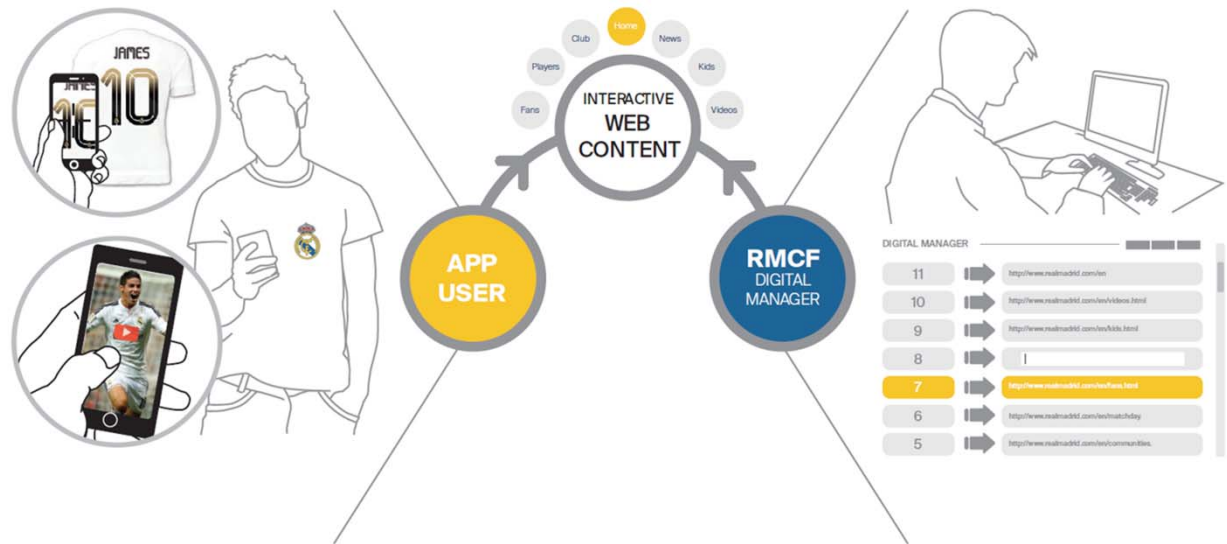 JAMES
10
JAMES
10
Home
Club
News
Players
Kids
Fans
Videos
INTERACTIVE
WEB
CONTENT
APP
USER
RMCF
DIGITAL
MANAGER
DIGITAL MANAGER
11
http://www.realmadrid.com/en
10
http://www.realmadrid.com/en/videos.html
9
http://www.realmadrid.com/en/kids.html
8
7
http://www.realmadrid.com/en/fans.html
6
http://www.realmadrid.com/en/matchday
5
http://www.realmadrid.com/en/communities.